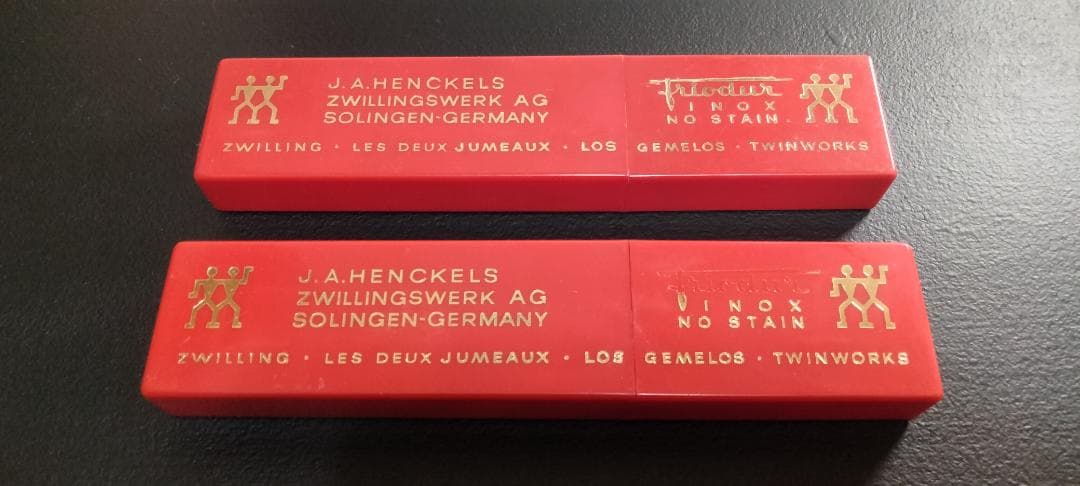 J.A.HENCKELS
ZWILLINGSWERK AG
SOLINGEN-GERMANY
friodur
INOX
NO STAIN.
ZWILLING · LES DEUX JUMEAUX · LOS GEMELOS · TWINWORKS
J.A.HENCKELS
ZWILLINGSWERK AG
SOLINGEN-GERMANY
friodur
INOX
NO STAIN
ZWILLING · LES DEUX JUMEAUX · LOS GEMELOS · TWINWORKS